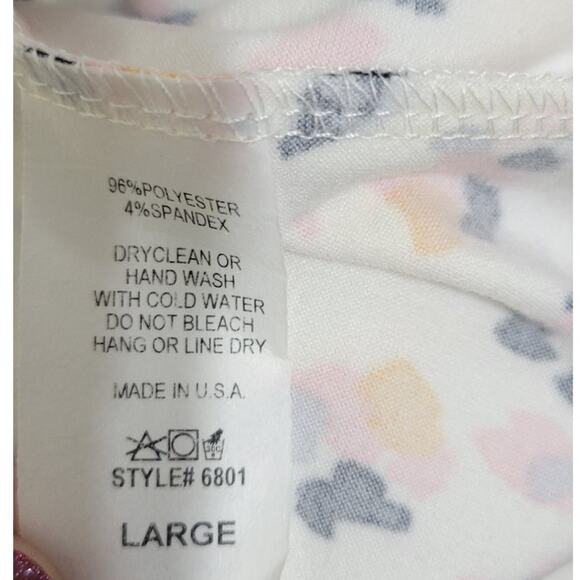 96%POLYESTER
4%SPANDEX
DRYCLEAN OR
HAND WASH
WITH COLD WATER
DO NOT BLEACH
HANG OR LINE DRY
MADE IN U.S.A.
STYLE# 6801
LARGE